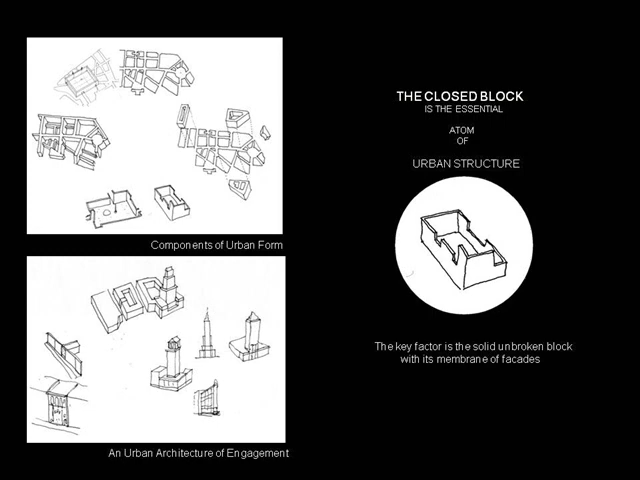 Components of Urban Form
An Urban Architecture of Engagement
THE CLOSED BLOCK
IS THE ESSENTIAL
ATOM
OF
URBAN STRUCTURE
The key factor is the solid unbroken block
with its membrane of facades